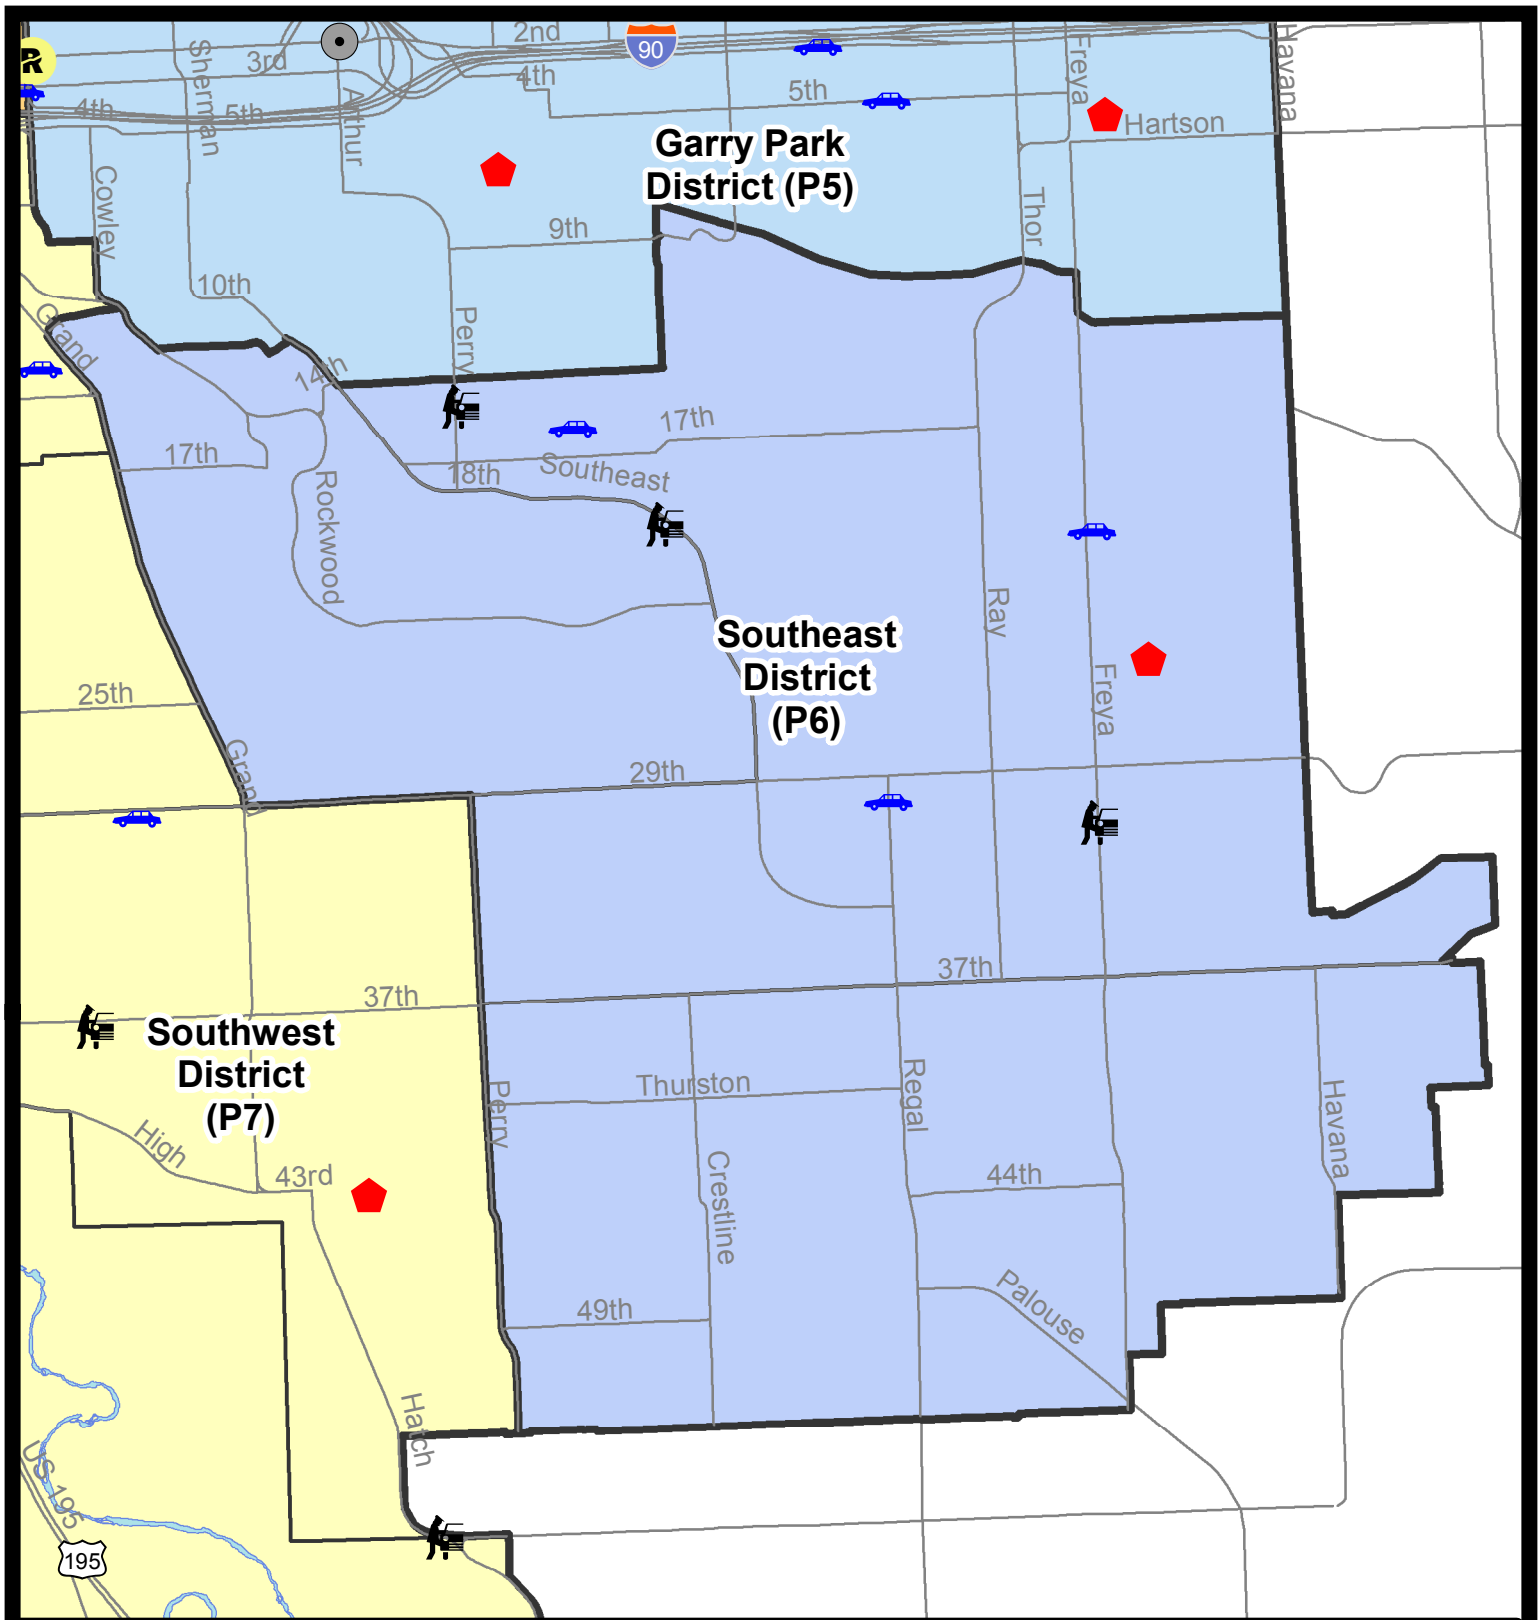 2nd
90
R
3rd
Sherman
Freya
Havana
4th
5th
4th
5th
Arthur
Hartson
Garry Park
District (P5)
Cowley
Thor
9th
10th
Grand
Perry
14th
17th
17th
18th
Southeast
Rockwood
Ray
Southeast
District
(P6)
Freya
25th
Grand
29th
37th
37th
Southwest
District
(P7)
Thurston
Perry
Regal
Havana
High
43rd
Crestline
44th
49th
Palouse
Hatch
US 195
195